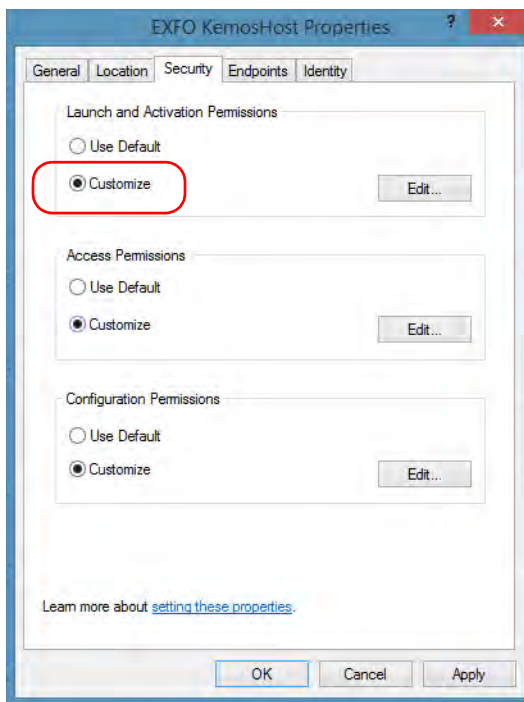 EXFO KemosHost Properties ? ×
General Location Security Endpoints Identity
Launch and Activation Permissions
Use Default
Customize
Edit...
Access Permissions
Use Default
Customize
Edit...
Configuration Permissions
Use Default
Customize
Edit...
Learn more about setting these properties.
OK Cancel Apply